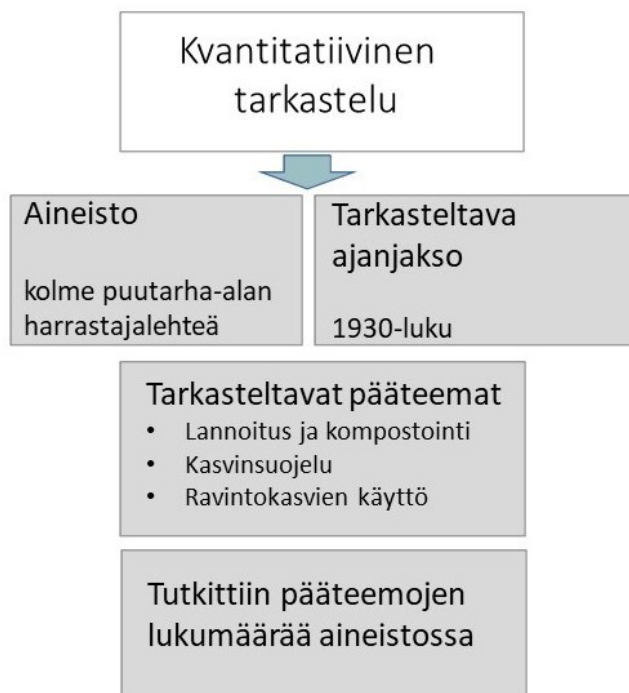 Kvantitatiivinen
tarkastelu
Aineisto
kolme puutarha-alan
harrastajalehteä
Tarkasteltava
ajanjakso
1930-luku
Tarkasteltavat pääteemat
• Lannoitus ja kompostointi
• Kasvinsuojelu
• Ravintokasvien käyttö
Tutkittiin pääteemojen
lukumäärää aineistossa